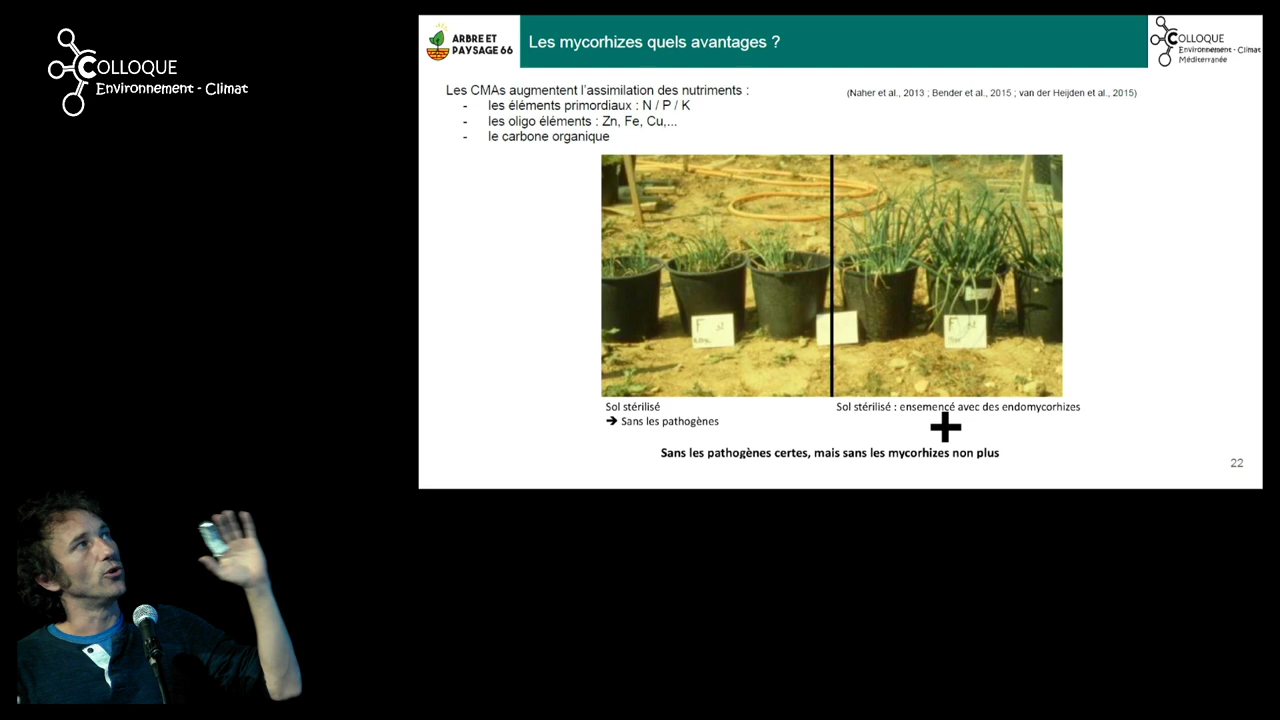 COLLOQUE
Environnement - Climat
ARBRE ET
PAYSAGE 66
Les mycorhizes quels avantages ?
COLLOQUE
Environnement - Climat
Méditerranée
Les CMAs augmentent l'assimilation des nutriments :
(Naher et al., 2013 ; Bender et al., 2015 ; van der Heijden et al., 2015)
- les éléments primordiaux : N / P / K
- les oligo éléments : Zn, Fe, Cu,...
- le carbone organique
F
F
Sol stérilisé
➔ Sans les pathogènes
Sol stérilisé : ensemencé avec des endomycorhizes
+
Sans les pathogènes certes, mais sans les mycorhizes non plus
22